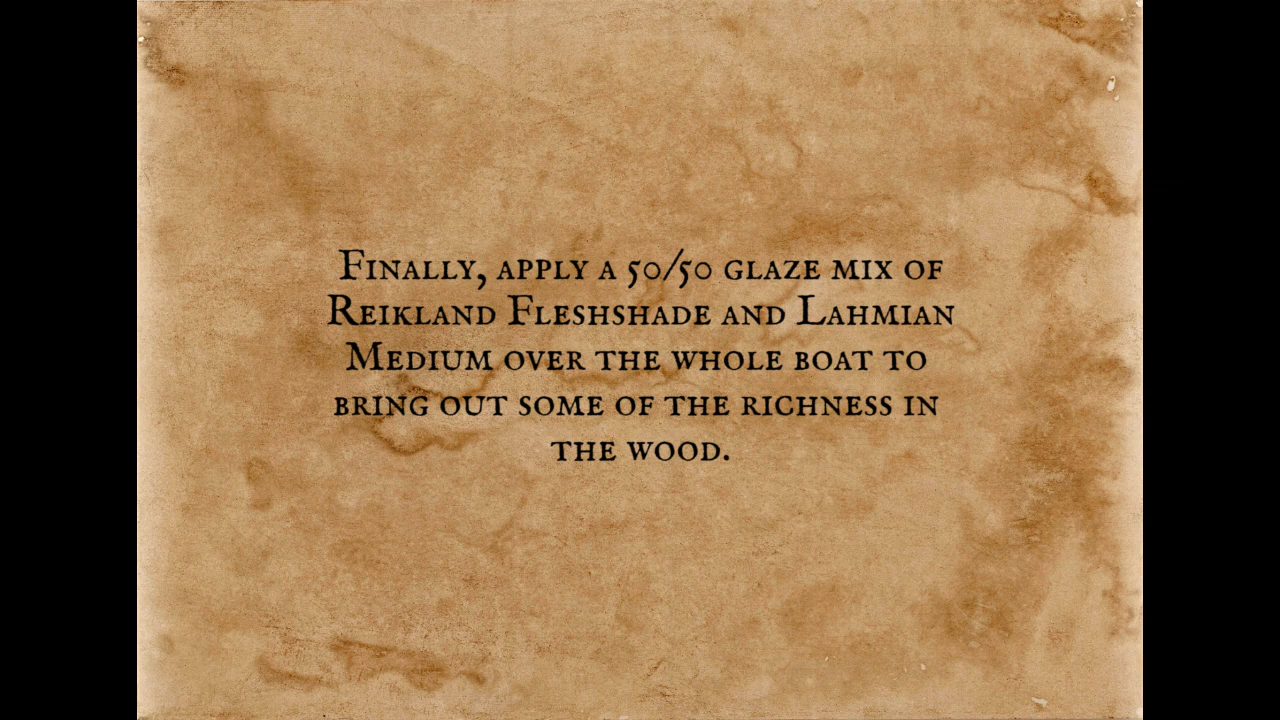 Finally, apply a 50/50 glaze mix of
Reikland Fleshshade and Lahmian
Medium over the whole boat to
bring out some of the richness in
the wood.